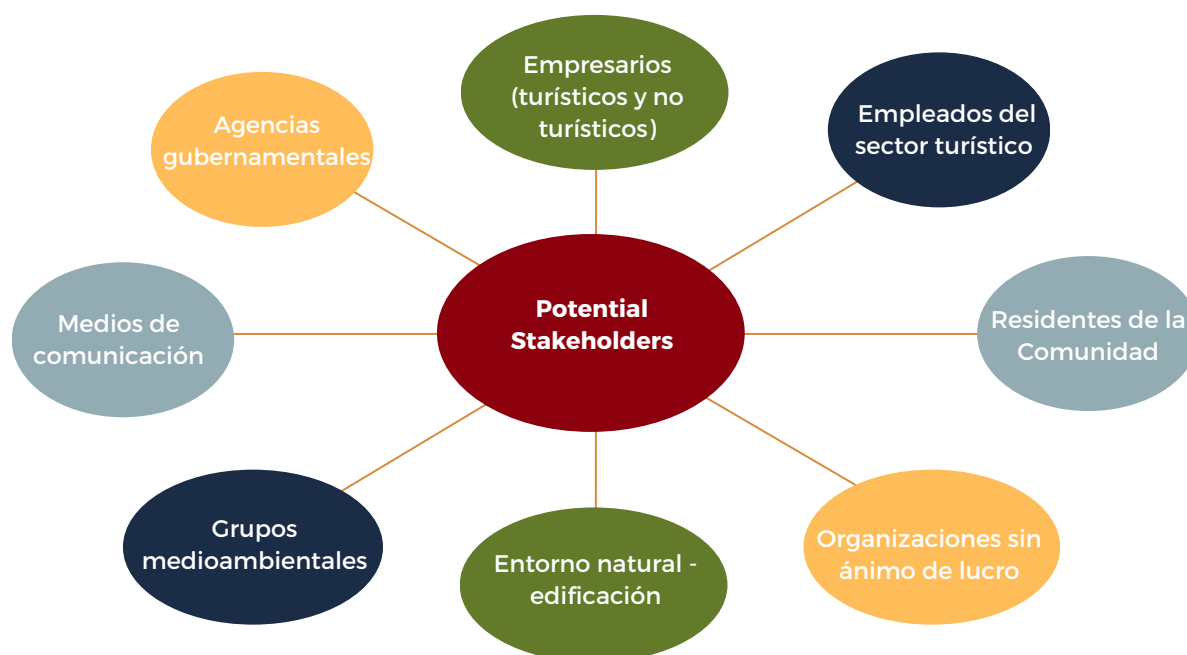 Empresarios
(turísticos y no
turísticos)
Agencias
gubernamentales
Empleados del
sector turístico
Medios de
comunicación
Potential
Stakeholders
Residentes de la
Comunidad
Grupos
medioambientales
Entorno natural -
edificación
Organizaciones sin
ánimo de lucro